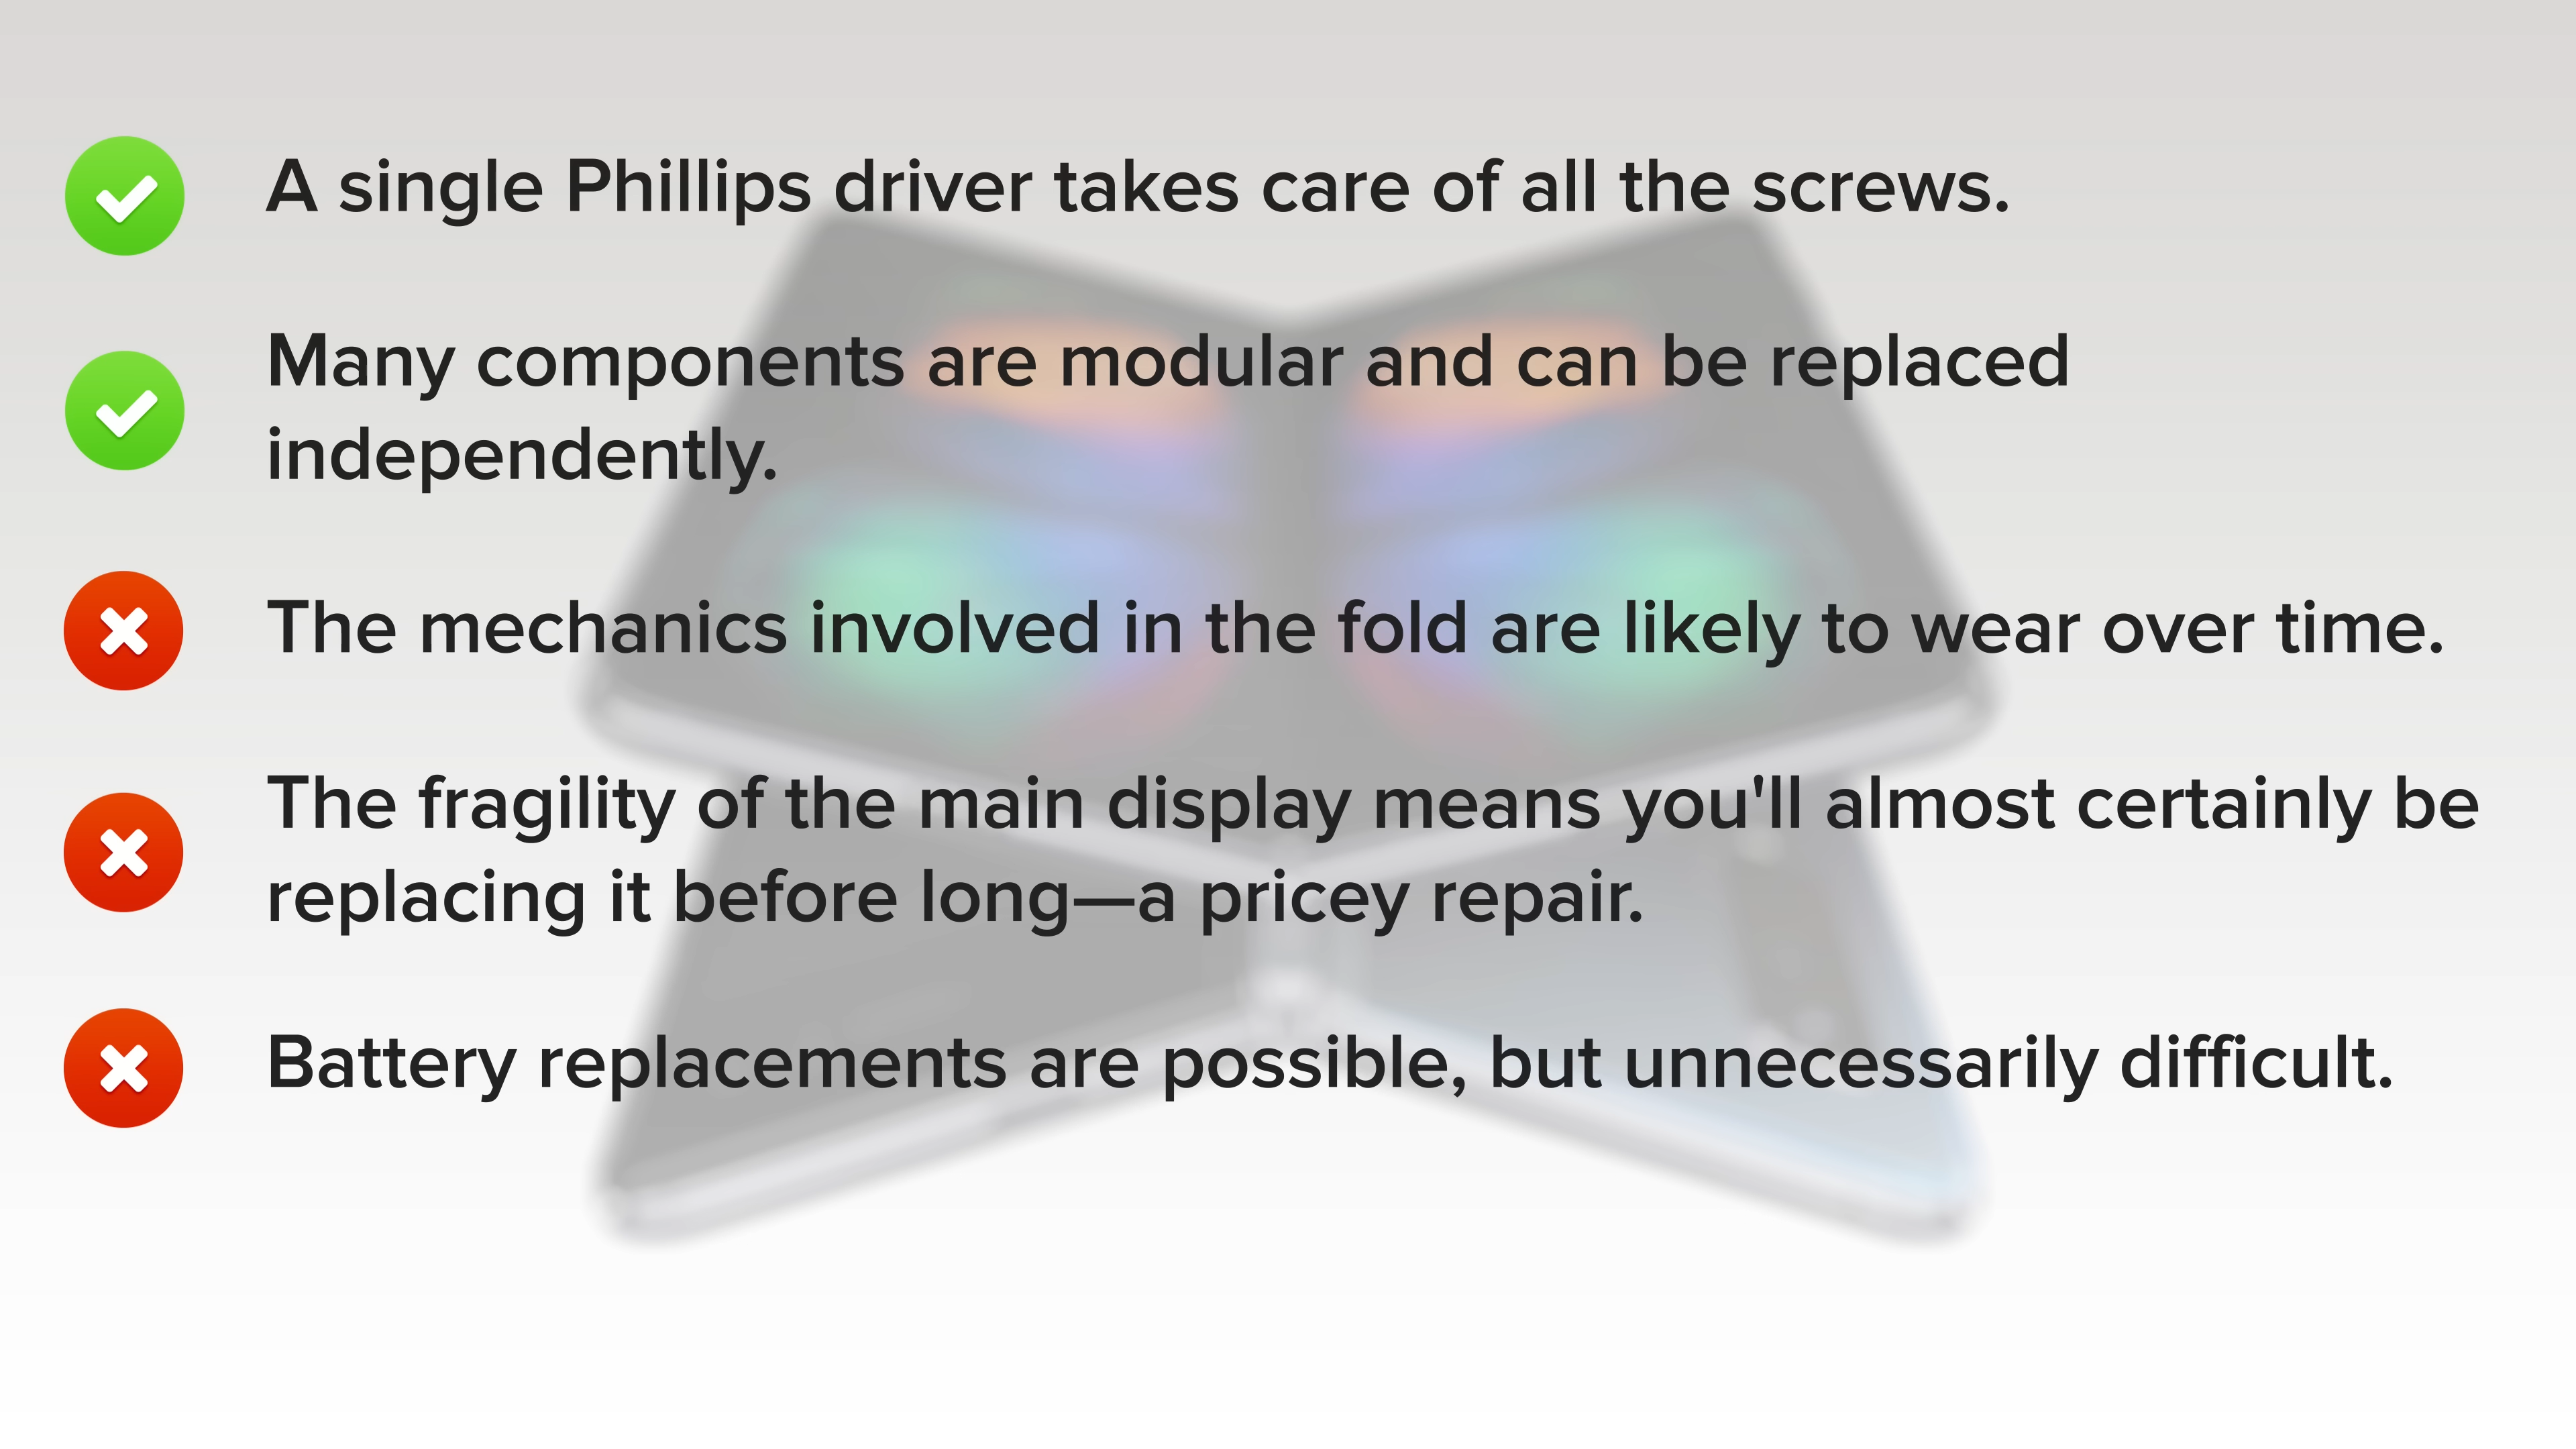 A single Phillips driver takes care of all the screws.
Many components are modular and can be replaced
independently.
The mechanics involved in the fold are likely to wear over time.
The fragility of the main display means you'll almost certainly be
replacing it before long—a pricey repair.
Battery replacements are possible, but unnecessarily difficult.